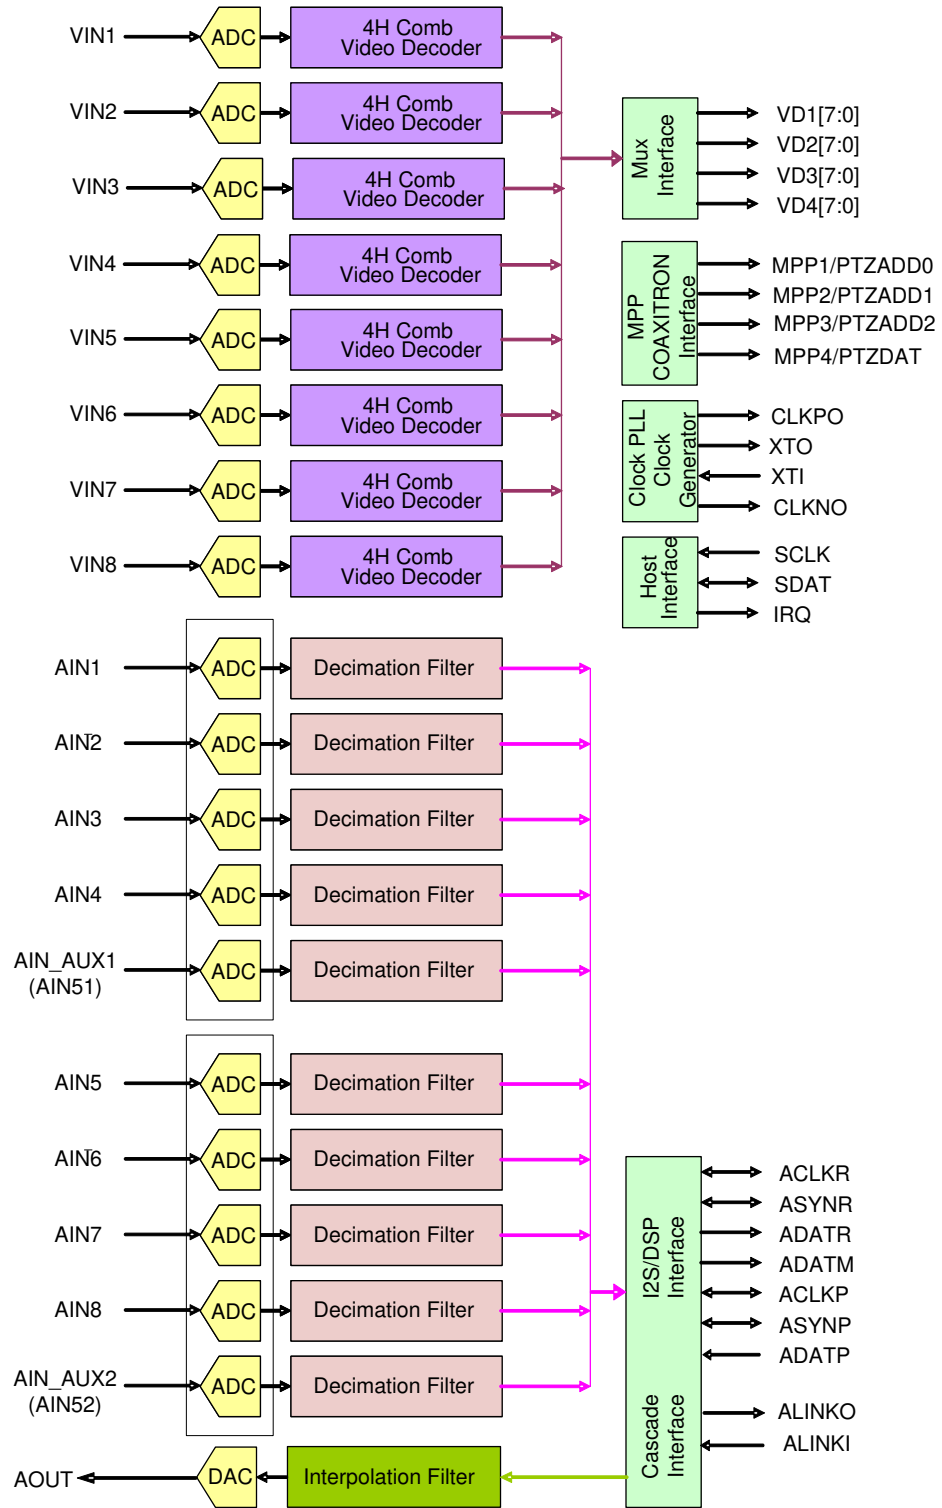 VIN1
ADC
4H Comb
Video Decoder
VIN2
ADC
4H Comb
Video Decoder
VIN3
ADC
4H Comb
Video Decoder
VIN4
ADC
4H Comb
Video Decoder
VIN5
ADC
4H Comb
Video Decoder
VIN6
ADC
4H Comb
Video Decoder
VIN7
ADC
4H Comb
Video Decoder
VIN8
ADC
4H Comb
Video Decoder
Mux
Interface
VD1[7:0]
VD2[7:0]
VD3[7:0]
VD4[7:0]
MPP
COAXITRON
Interface
MPP1/PTZADD0
MPP2/PTZADD1
MPP3/PTZADD2
MPP4/PTZDAT
Clock PLL
Clock
Generator
CLKPO
XTO
XTI
CLKNO
Host
Interface
SCLK
SDAT
IRQ
AIN1
ADC
Decimation Filter
AIN2
ADC
Decimation Filter
AIN3
ADC
Decimation Filter
AIN4
ADC
Decimation Filter
AIN_AUX1
(AIN51)
ADC
Decimation Filter
AIN5
ADC
Decimation Filter
AIN6
ADC
Decimation Filter
AIN7
ADC
Decimation Filter
AIN8
ADC
Decimation Filter
AIN_AUX2
(AIN52)
ADC
Decimation Filter
I2S/DSP
Interface
ACLKR
ASYNR
ADATR
ADATM
ACLKP
ASYNP
ADATP
Cascade
Interface
ALINKO
ALINKI
AOUT
DAC
Interpolation Filter